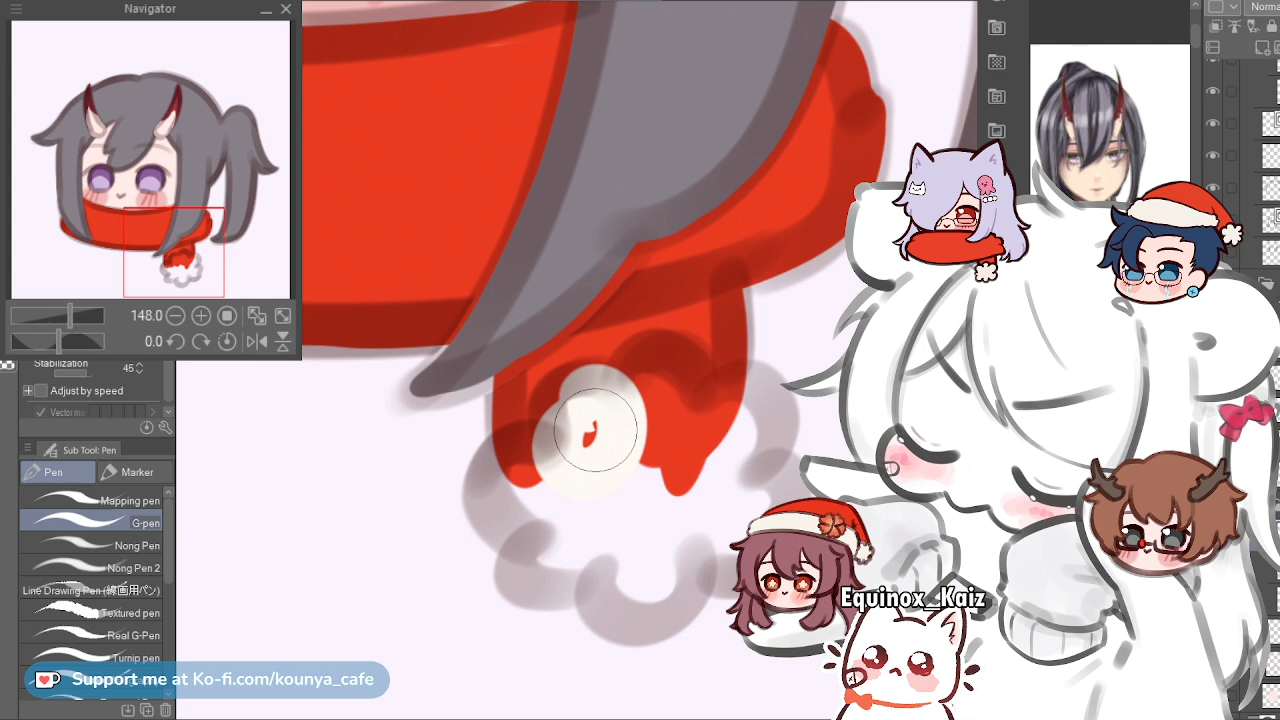 Navigator
Norma
148.0
0.0
Stabilization
45
Adjust by speed
Vector
Sub Tool: Pen
Pen
Marker
Mapping pen
G-pen
Nong Pen
Nong Pen 2
Line Drawing Pen (線画用ペン)
Textured pen
Real G-Pen
Turnip pen
Support me at Ko-fi.com/kounya_cafe
Equinox_Kaiz